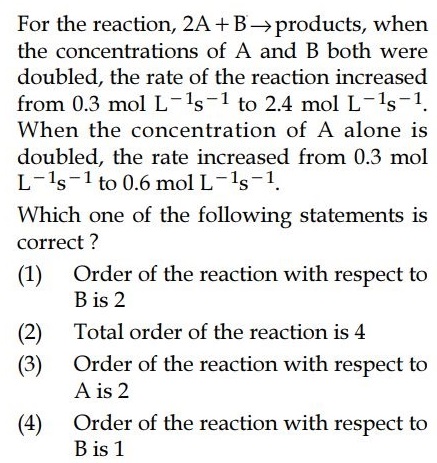 For the reaction, 2A+B→products, when
the concentrations of A and B both were
doubled, the rate of the reaction increased
from 0.3 mol L⁻¹s⁻¹ to 2.4 mol L⁻¹s⁻¹.
When the concentration of A alone is
doubled, the rate increased from 0.3 mol
L⁻¹s⁻¹ to 0.6 mol L⁻¹s⁻¹.
Which one of the following statements is
correct ?
(1) Order of the reaction with respect to
B is 2
(2) Total order of the reaction is 4
(3) Order of the reaction with respect to
A is 2
(4) Order of the reaction with respect to
B is 1